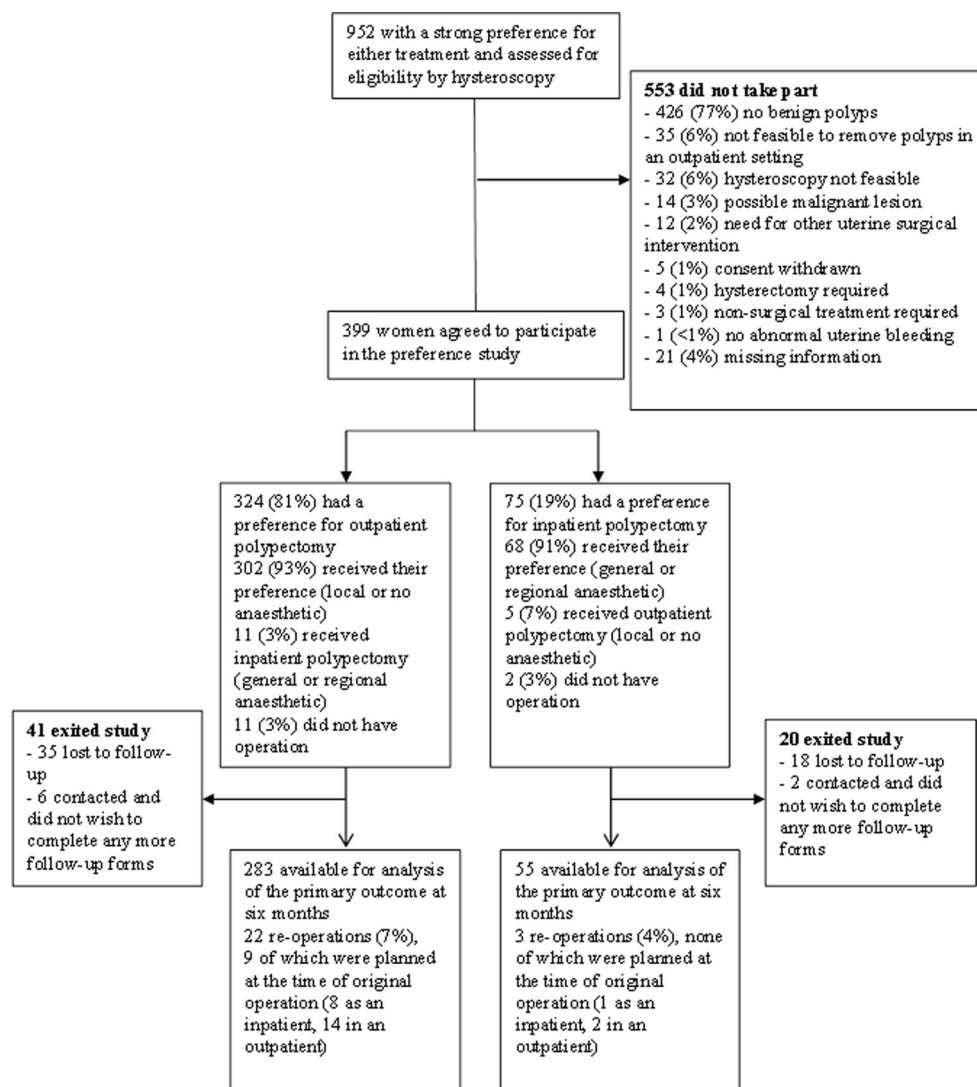 952 with a strong preference for
either treatment and assessed for
eligibility by hysteroscopy
553 did not take part
- 426 (77%) no benign polyps
- 35 (6%) not feasible to remove polyps in
an outpatient setting
- 32 (6%) hysteroscopy not feasible
- 14 (3%) possible malignant lesion
- 12 (2%) need for other uterine surgical
intervention
- 5 (1%) consent withdrawn
- 4 (1%) hysterectomy required
- 3 (1%) non-surgical treatment required
- 1 (<1%) no abnormal uterine bleeding
- 21 (4%) missing information
399 women agreed to participate
in the preference study
324 (81%) had a
preference for outpatient
polypectomy
302 (93%) received their
preference (local or no
anaesthetic)
11 (3%) received
inpatient polypectomy
(general or regional
anaesthetic)
11 (3%) did not have
operation
75 (19%) had a preference
for inpatient polypectomy
68 (91%) received their
preference (general or
regional anaesthetic)
5 (7%) received outpatient
polypectomy (local or no
anaesthetic)
2 (3%) did not have
operation
41 exited study
- 35 lost to follow-
up
- 6 contacted and
did not wish to
complete any more
follow-up forms
20 exited study
- 18 lost to follow-up
- 2 contacted and did
not wish to complete
any more follow-up
forms
283 available for analysis
of the primary outcome at
six months
22 re-operations (7%),
9 of which were planned
at the time of original
operation (8 as an
inpatient, 14 in an
outpatient)
55 available for analysis of
the primary outcome at six
months
3 re-operations (4%), none
of which were planned at
the time of original
operation (1 as an
inpatient, 2 in an
outpatient)